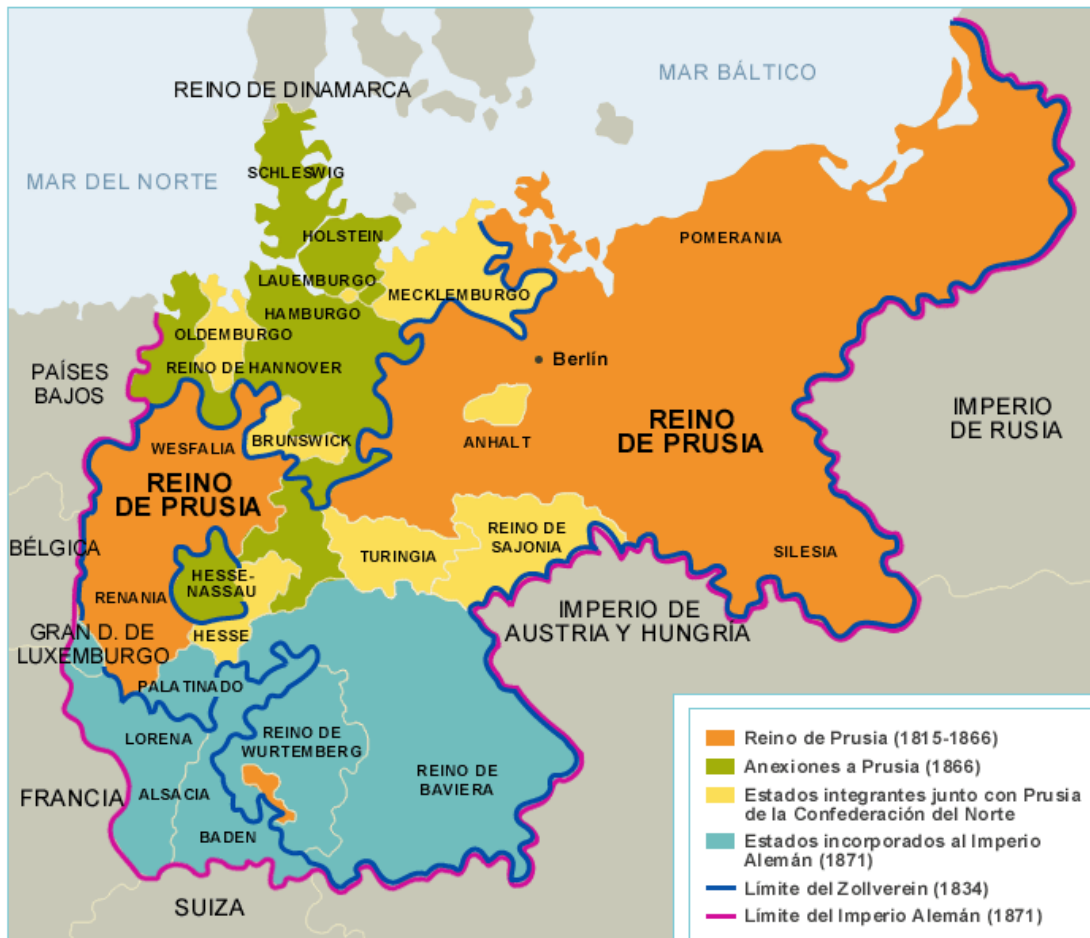 REINO DE DINAMARCA
MAR BÁLTICO
MAR DEL NORTE
SCHLESWIG
HOLSTEIN
POMERANIA
LAUEMBURGO
MECKLEMBURGO
HAMBURGO
OLDEMBURGO
REINO DE HANNOVER
Berlín
PAÍSES
BAJOS
IMPERIO
DE RUSIA
REINO
DE PRUSIA
ANHALT
BRUNSWICK
WESFALIA
REINO
DE PRUSIA
BÉLGICA
TURINGIA
REINO DE
SAJONIA
SILESIA
HESSE-
NASSAU
RENANIA
IMPERIO DE
AUSTRIA Y HUNGRÍA
GRAN D. DE
LUXEMBURGO
HESSE
PALATINADO
LORENA
REINO DE
WURTEMBERG
REINO DE
BAVIERA
FRANCIA
ALSACIA
BADEN
SUIZA
Reino de Prusia (1815-1866)
Anexiones a Prusia (1866)
Estados integrantes junto con Prusia
de la Confederación del Norte
Estados incorporados al Imperio
Alemán (1871)
Límite del Zollverein (1834)
Límite del Imperio Alemán (1871)